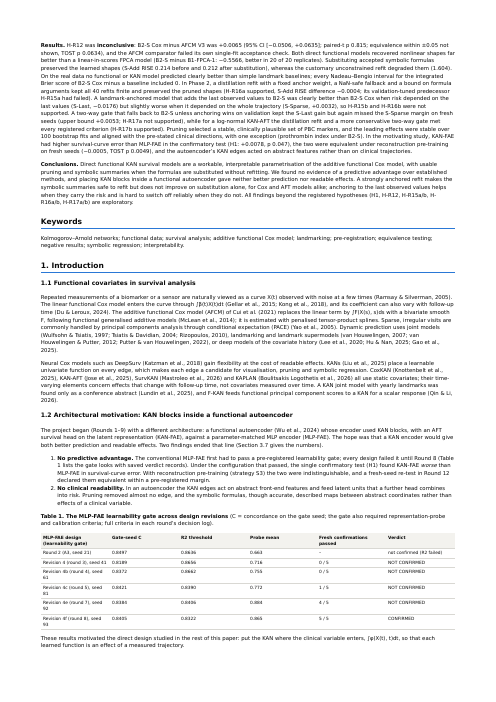 Results. H-R12 was inconclusive: B2-S Cox minus AFCM V3 was +0.0065 (95% CI [−0.0506, +0.0635]; paired-t p 0.815; equivalence within ±0.05 not
shown, TOST p 0.0634), and the AFCM comparator failed its own single-fit acceptance check. Both direct functional models recovered nonlinear shapes far
better than a linear-in-scores FPCA model (B2-S minus B1-FPCA-1: −0.5566, better in 20 of 20 replicates). Substituting accepted symbolic formulas
preserved the learned shapes (S-Add RISE 0.214 before and 0.212 after substitution), whereas the customary unconstrained refit degraded them (1.604).
On the real data no functional or KAN model predicted clearly better than simple landmark baselines; every Nadeau-Bengio interval for the integrated
Brier score of B2-S Cox minus a baseline included 0. In Phase 2, a distillation refit with a fixed anchor weight, a NaN-safe fallback and a bound on formula
arguments kept all 40 refits finite and preserved the pruned shapes (H-R16a supported, S-Add RISE difference −0.0004; its validation-tuned predecessor
H-R15a had failed). A landmark-anchored model that adds the last observed values to B2-S was clearly better than B2-S Cox when risk depended on
the last values (S-Last, −0.0176) but slightly worse when it depended on the whole trajectory (S-Sparse, +0.0032), so H-R15b and H-R16b were not
supported. A two-way gate that falls back to B2-S unless anchoring wins on validation kept the S-Last gain but again missed the S-Sparse margin on
fresh seeds (upper bound +0.0053; H-R17a not supported), while for a log-normal KAN-AFT the distillation refit and a more conservative two-way gate met
every registered criterion (H-R17b supported). Pruning selected a stable, clinically plausible set of PBC markers, and the leading effects were stable over
100 bootstrap fits and aligned with the pre-stated clinical directions, with one exception (prothrombin index under B2-S). In the motivating study, KAN-FAE
had higher survival-curve error than MLP-FAE in the confirmatory test (H1: +0.0078, p 0.047), the two were equivalent under reconstruction pre-training
on fresh seeds (−0.0005, TOST p 0.0049), and the autoencoder's KAN edges acted on abstract features rather than on clinical trajectories.
Conclusions. Direct functional KAN survival models are a workable, interpretable parametrisation of the additive functional Cox model, with usable
pruning and symbolic summaries when the formulas are substituted without refitting. We found no evidence of a predictive advantage over established
methods, and placing KAN blocks inside a functional autoencoder gave neither better prediction nor readable effects. A strongly anchored refit makes the
symbolic summaries safe to refit but does not improve on substitution alone, for Cox and AFT models alike; anchoring to the last observed values helps
when they carry the risk and is hard to switch off reliably when they do not. All findings beyond the registered hypotheses (H1, H-R12, H-R15a/b, H-
R16a/b, H-R17a/b) are exploratory.
Keywords
Kolmogorov–Arnold networks; functional data; survival analysis; additive functional Cox model; landmarking; pre-registration; equivalence testing;
negative results; symbolic regression; interpretability.
1. Introduction
1.1 Functional covariates in survival analysis
Repeated measurements of a biomarker or a sensor are naturally viewed as a curve X(t) observed with noise at a few times (Ramsay & Silverman, 2005).
The linear functional Cox model enters the curve through ∫β(t)X(t)dt (Gellar et al., 2015; Kong et al., 2018), and its coefficient can also vary with follow-up
time (Du & Leroux, 2024). The additive functional Cox model (AFCM) of Cui et al. (2021) replaces the linear term by ∫F(X(s), s)ds with a bivariate smooth
F, following generalised additive models (McLean et al., 2014); it is estimated with penalised tensor-product splines. Sparse, irregular visits are
commonly handled by principal components analysis through conditional expectation (PACE) (Yao et al., 2005). Dynamic prediction uses joint models
(Wulfsohn & Tsiatis, 1997; Tsiatis & Davidian, 2004; Rizopoulos, 2010), landmarking and landmark supermodels (van Houwelingen, 2007; van
Houwelingen & Putter, 2012; Putter & van Houwelingen, 2022), or deep models of the covariate history (Lee et al., 2020; Hu & Nan, 2025; Gao et al.,
2025).
Neural Cox models such as DeepSurv (Katzman et al., 2018) gain flexibility at the cost of readable effects. KANs (Liu et al., 2025) place a learnable
univariate function on every edge, which makes each edge a candidate for visualisation, pruning and symbolic regression. CoxKAN (Knottenbelt et al.,
2025), KAN-AFT (Jose et al., 2025), SurvKAN (Mastroleo et al., 2026) and KAPLAN (Boulitsakis Logothetis et al., 2026) all use static covariates; their time-
varying elements concern effects that change with follow-up time, not covariates measured over time. A KAN joint model with yearly landmarks was
found only as a conference abstract (Lundin et al., 2025), and F-KAN feeds functional principal component scores to a KAN for a scalar response (Qin & Li,
2026).
1.2 Architectural motivation: KAN blocks inside a functional autoencoder
The project began (Rounds 1–9) with a different architecture: a functional autoencoder (Wu et al., 2024) whose encoder used KAN blocks, with an AFT
survival head on the latent representation (KAN-FAE), against a parameter-matched MLP encoder (MLP-FAE). The hope was that a KAN encoder would give
both better prediction and readable effects. Two findings ended that line (Section 3.7 gives the numbers).
1. No predictive advantage. The conventional MLP-FAE first had to pass a pre-registered learnability gate; every design failed it until Round 8 (Table
1 lists the gate looks with saved verdict records). Under the configuration that passed, the single confirmatory test (H1) found KAN-FAE worse than
MLP-FAE in survival-curve error. With reconstruction pre-training (strategy S3) the two were indistinguishable, and a fresh-seed re-test in Round 12
declared them equivalent within a pre-registered margin.
2. No clinical readability. In an autoencoder the KAN edges act on abstract front-end features and feed latent units that a further head combines
into risk. Pruning removed almost no edge, and the symbolic formulas, though accurate, described maps between abstract coordinates rather than
effects of a clinical variable.
Table 1. The MLP-FAE learnability gate across design revisions (C = concordance on the gate seed; the gate also required representation-probe
and calibration criteria; full criteria in each round's decision log).
MLP-FAE design (learnability gate) Gate-seed C R2 threshold Probe mean Fresh confirmations passed Verdict
Round 2 (A3, seed 21) 0.8497 0.8636 0.663 – not confirmed (R2 failed)
Revision 4 (round 3), seed 41 0.8189 0.8656 0.716 0 / 5 NOT CONFIRMED
Revision 4b (round 4), seed 61 0.8372 0.8662 0.755 0 / 5 NOT CONFIRMED
Revision 4c (round 5), seed 81 0.8421 0.8390 0.772 1 / 5 NOT CONFIRMED
Revision 4e (round 7), seed 92 0.8384 0.8406 0.884 4 / 5 NOT CONFIRMED
Revision 4f (round 8), seed 93 0.8405 0.8322 0.865 5 / 5 CONFIRMED
These results motivated the direct design studied in the rest of this paper: put the KAN where the clinical variable enters, ∫φ(X(t), t)dt, so that each
learned function is an effect of a measured trajectory.